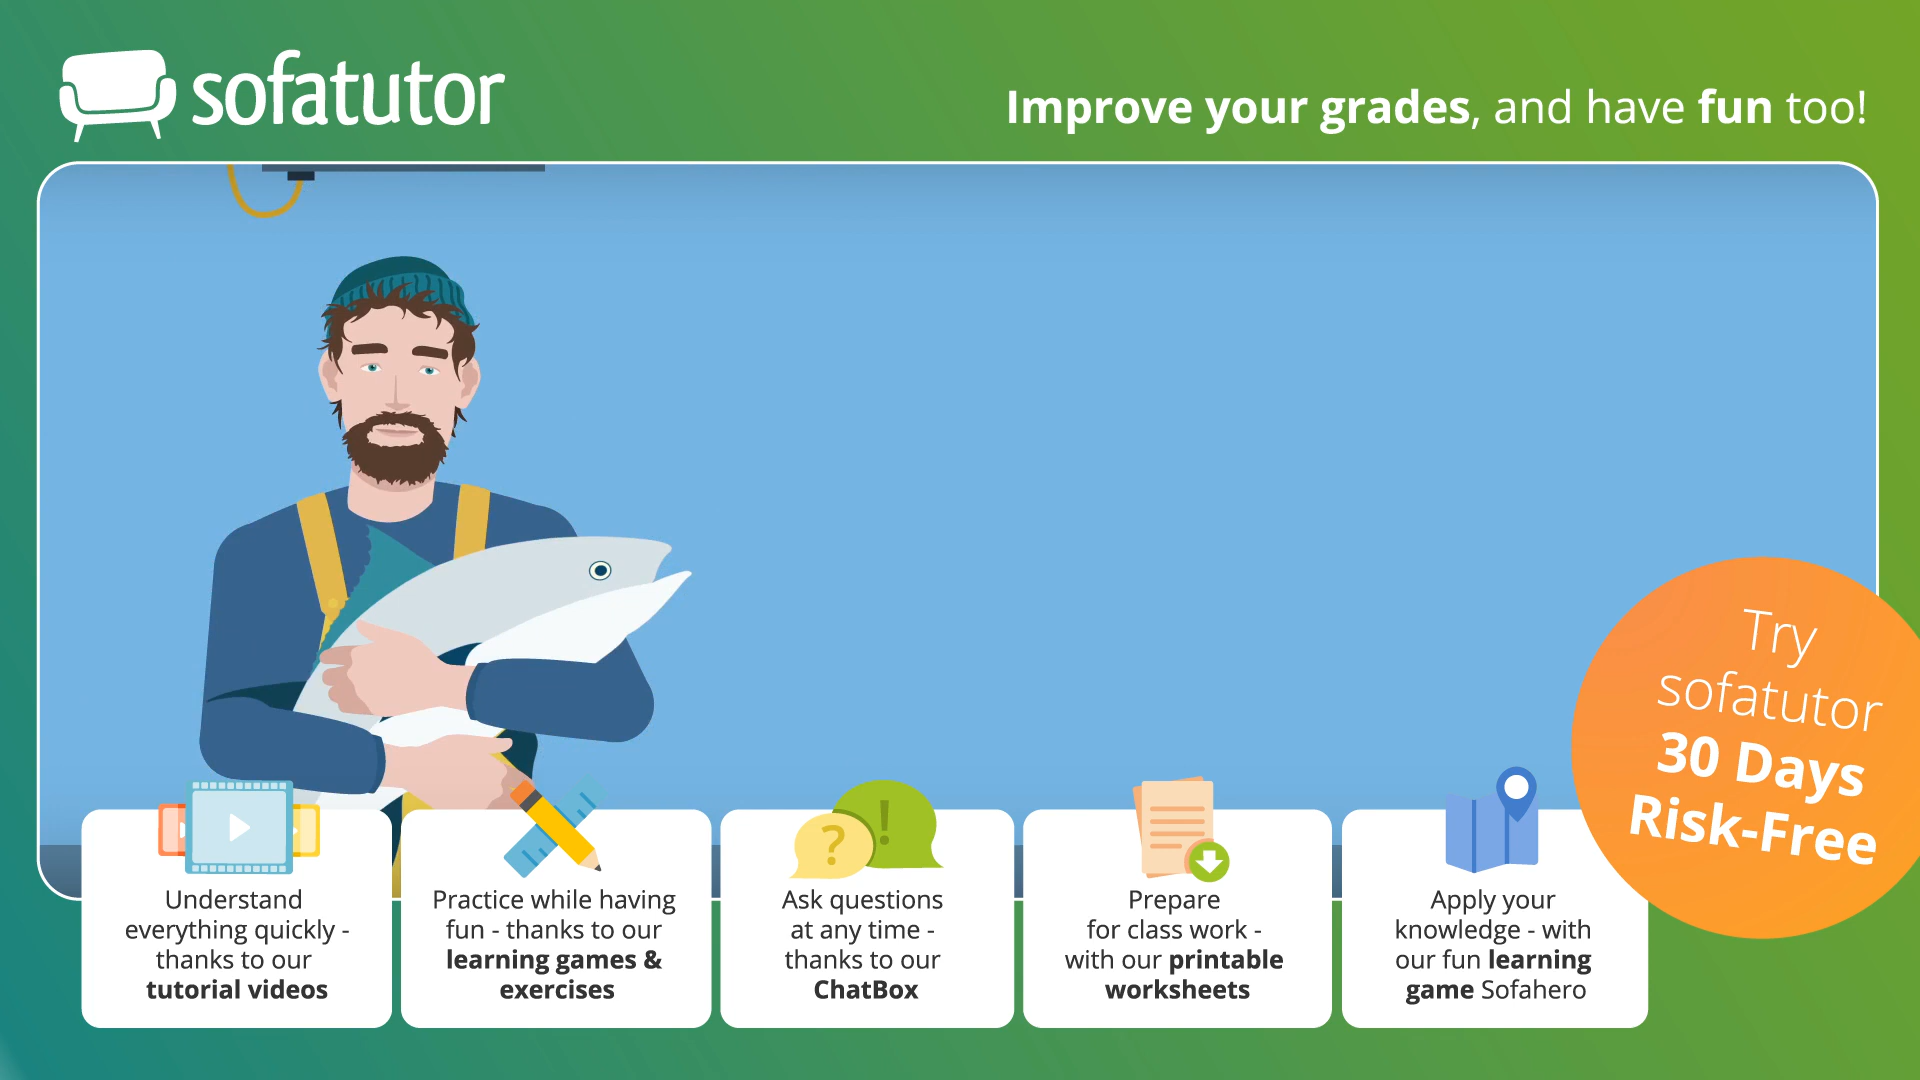 sofatutor
Improve your grades, and have fun too!
Try
sofatutor
30 Days
Risk-Free
Understand
everything quickly -
thanks to our
tutorial videos
Practice while having
fun - thanks to our
learning games &
exercises
?
!
Ask questions
at any time -
thanks to our
ChatBox
Prepare
for class work -
with our printable
worksheets
Apply your
knowledge - with
our fun learning
game Sofahero